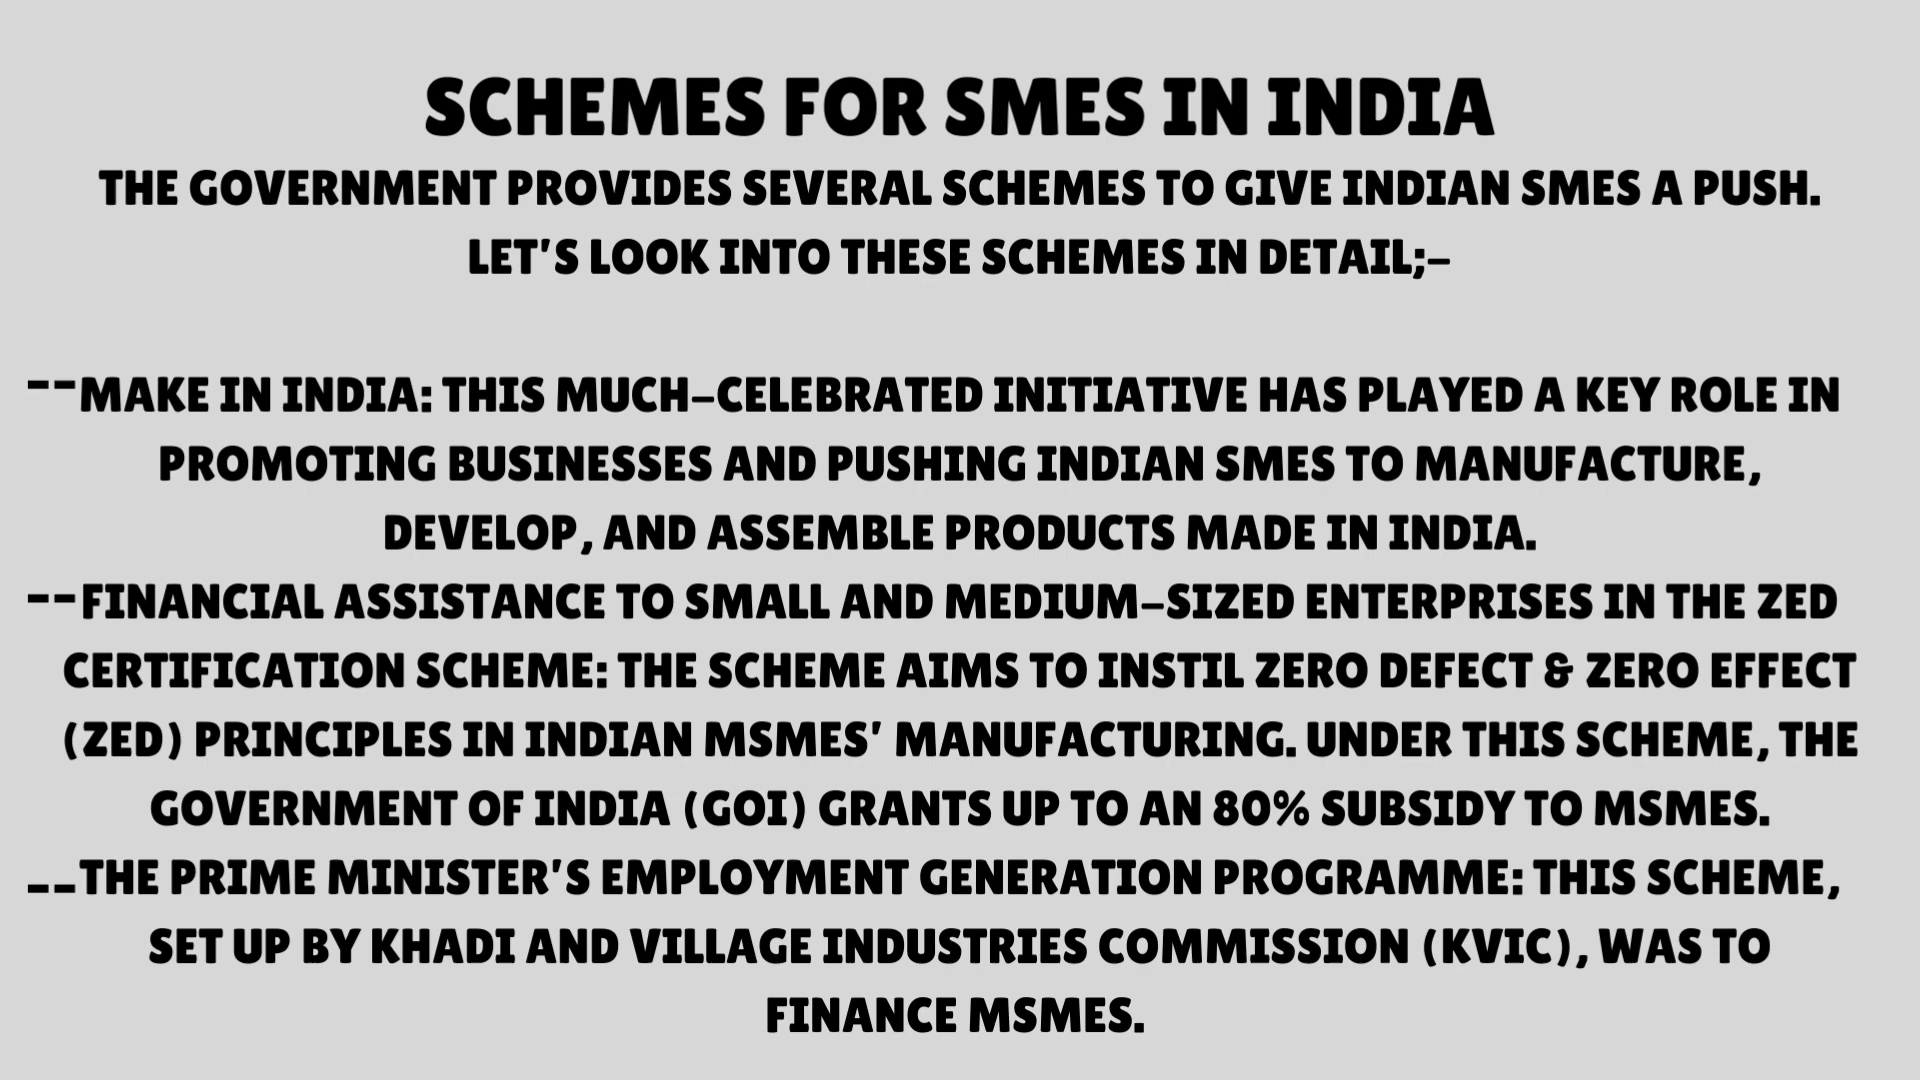 SCHEMES FOR SMES IN INDIA
THE GOVERNMENT PROVIDES SEVERAL SCHEMES TO GIVE INDIAN SMES A PUSH.
LET'S LOOK INTO THESE SCHEMES IN DETAIL;-
--MAKE IN INDIA: THIS MUCH-CELEBRATED INITIATIVE HAS PLAYED A KEY ROLE IN
PROMOTING BUSINESSES AND PUSHING INDIAN SMES TO MANUFACTURE,
DEVELOP, AND ASSEMBLE PRODUCTS MADE IN INDIA.
--FINANCIAL ASSISTANCE TO SMALL AND MEDIUM-SIZED ENTERPRISES IN THE ZED
CERTIFICATION SCHEME: THE SCHEME AIMS TO INSTIL ZERO DEFECT & ZERO EFFECT
(ZED) PRINCIPLES IN INDIAN MSMES' MANUFACTURING. UNDER THIS SCHEME, THE
GOVERNMENT OF INDIA (GOI) GRANTS UP TO AN 80% SUBSIDY TO MSMES.
--THE PRIME MINISTER'S EMPLOYMENT GENERATION PROGRAMME: THIS SCHEME,
SET UP BY KHADI AND VILLAGE INDUSTRIES COMMISSION (KVIC), WAS TO
FINANCE MSMES.